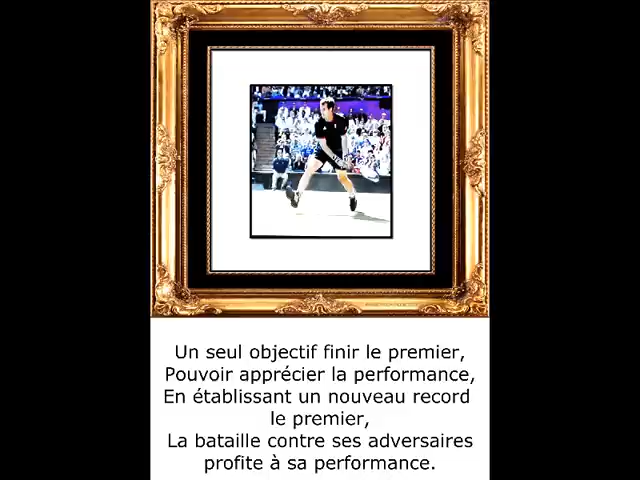 Un seul objectif finir le premier,
Pouvoir apprécier la performance,
En établissant un nouveau record
le premier,
La bataille contre ses adversaires
profite à sa performance.